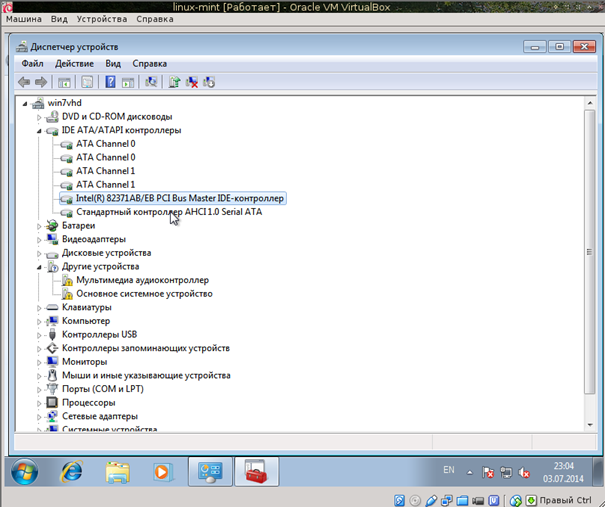 linux-mint [Работает] - Oracle VM VirtualBox
Машина Вид Устройства Справка
Диспетчер устройств
Файл Действие Вид Справка
win7vhd
DVD и CD-ROM дисководы
IDE ATA/ATAPI контроллеры
ATA Channel 0
ATA Channel 0
ATA Channel 1
ATA Channel 1
Intel(R) 82371AB/EB PCI Bus Master IDE-контроллер
Стандартный контроллер AHCI 1.0 Serial ATA
Батареи
Видеоадаптеры
Дисковые устройства
Другие устройства
Мультимедиа аудиоконтроллер
Основное системное устройство
Клавиатуры
Компьютер
Контроллеры USB
Контроллеры запоминающих устройств
Мониторы
Мыши и иные указывающие устройства
Порты (COM и LPT)
Процессоры
Сетевые адаптеры
Системные устройства
EN
23:04
03.07.2014
Правый Ctrl